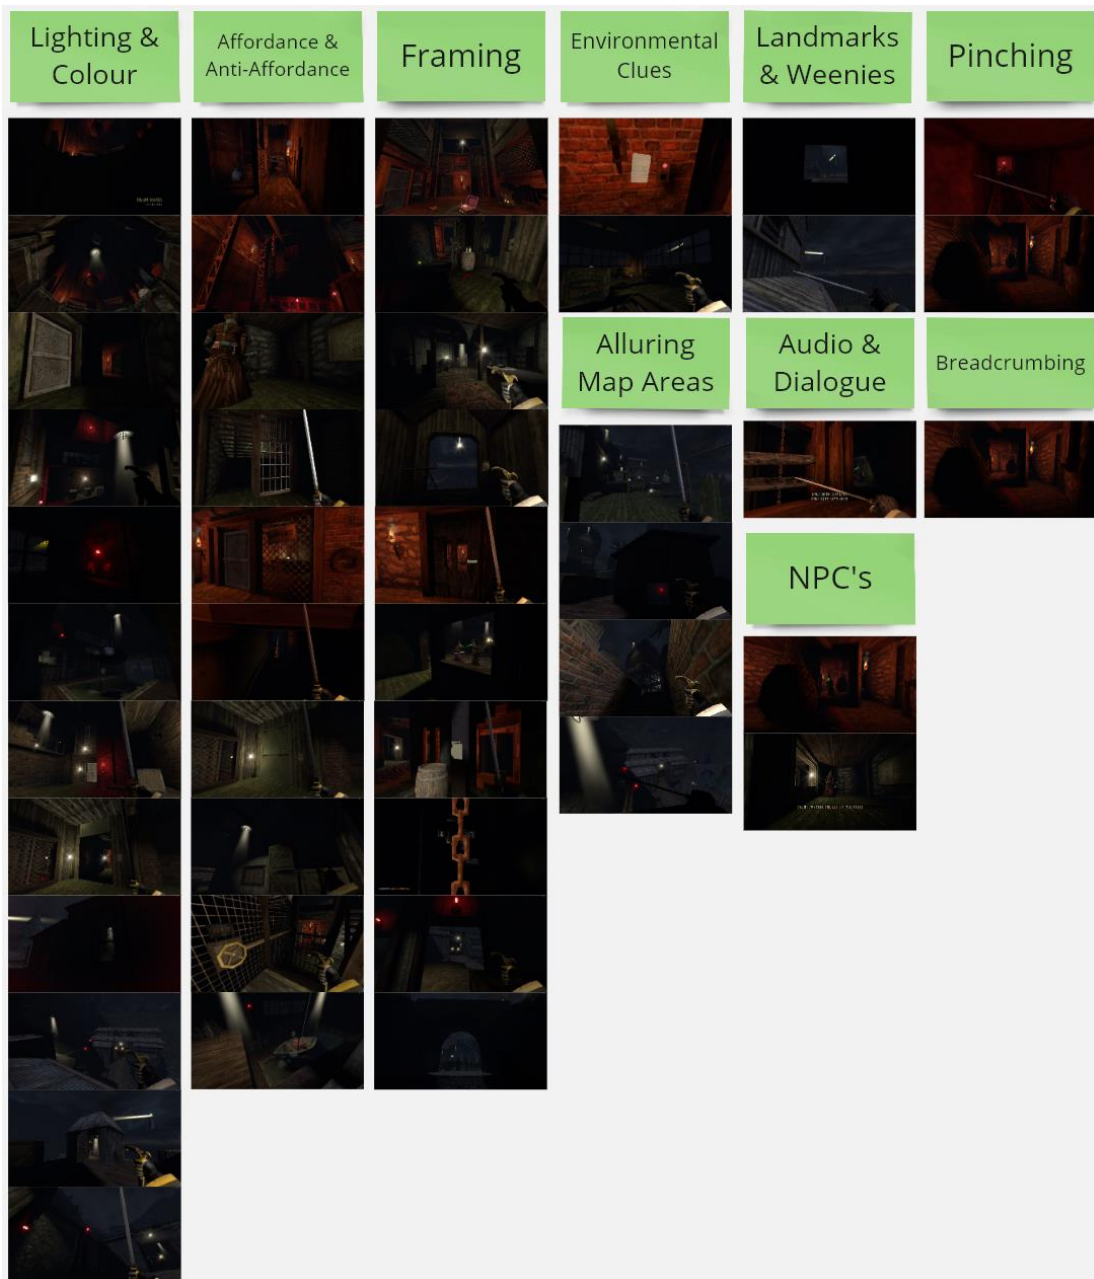 Lighting &
Colour
Affordance &
Anti-Affordance
Framing
Environmental
Clues
Landmarks
& Weenies
Pinching
Alluring
Map Areas
Audio &
Dialogue
Breadcrumbing
NPC's